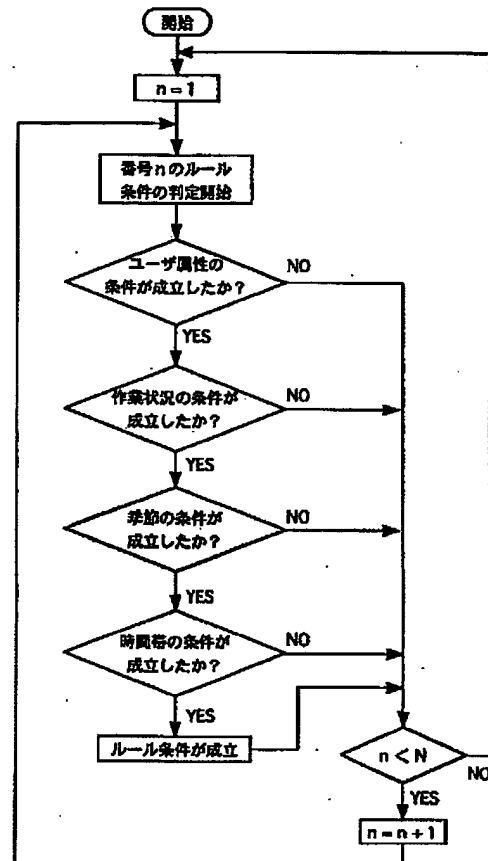 開始
n=1
番号nのルール
条件の判定開始
ユーザ属性の
条件が成立したか？
NO
YES
作業状況の条件が
成立したか？
NO
YES
季節の条件が
成立したか？
NO
YES
時間帯の条件が
成立したか？
NO
YES
ルール条件が成立
n<N
NO
YES
n=n+1